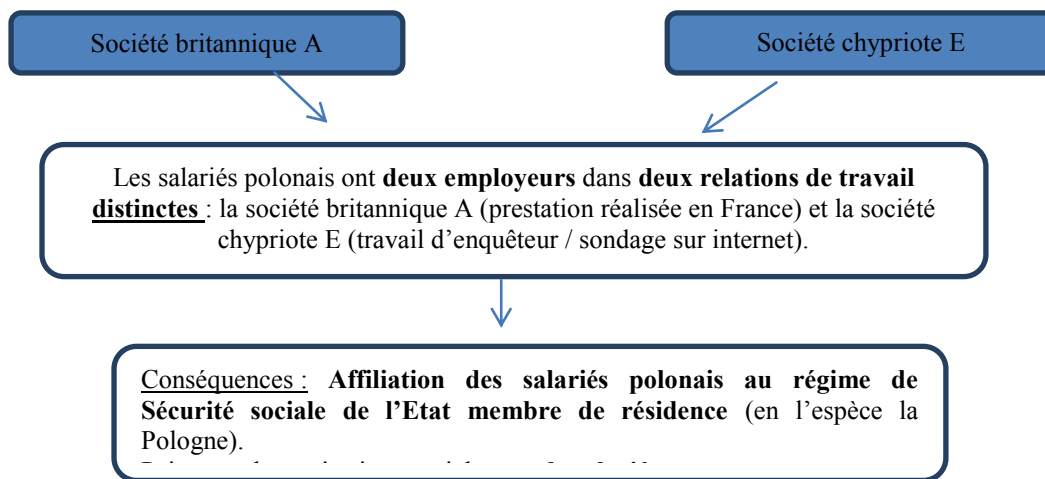 Société britannique A
Société chypriote E
Les salariés polonais ont deux employeurs dans deux relations de travail
distinctes : la société britannique A (prestation réalisée en France) et la société
chypriote E (travail d’enquêteur / sondage sur internet).
Conséquences : Affiliation des salariés polonais au régime de
Sécurité sociale de l’Etat membre de résidence (en l’espèce la
Pologne).